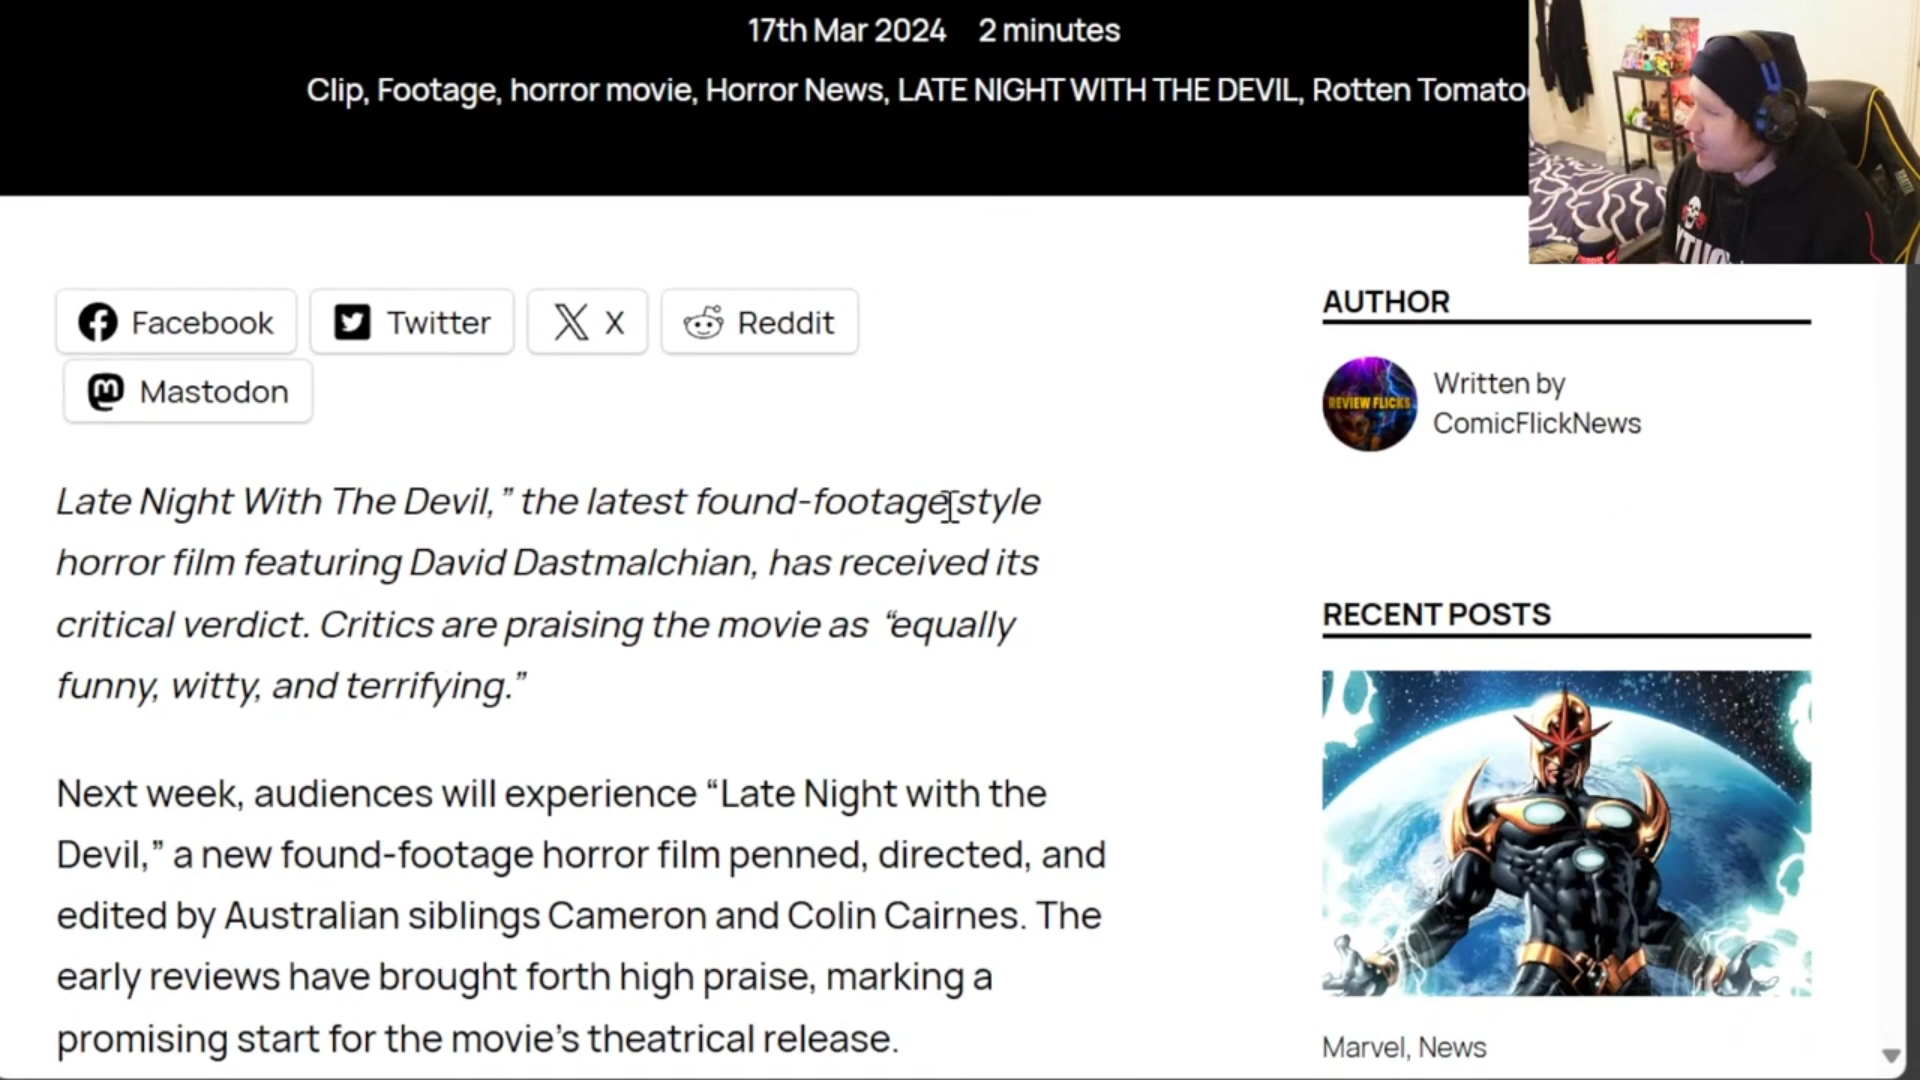 17th Mar 2024 2 minutes
Clip, Footage, horror movie, Horror News, LATE NIGHT WITH THE DEVIL, Rotten
Facebook
Twitter
X
Reddit
Mastodon
Late Night With The Devil,” the latest found-footage style
horror film featuring David Dastmalchian, has received its
critical verdict. Critics are praising the movie as “equally
funny, witty, and terrifying.”
Next week, audiences will experience “Late Night with the
Devil,” a new found-footage horror film penned, directed, and
edited by Australian siblings Cameron and Colin Cairnes. The
early reviews have brought forth high praise, marking a
promising start for the movie’s theatrical release.
AUTHOR
REVIEW FLICKS
Written by
ComicFlickNews
RECENT POSTS
Marvel, News